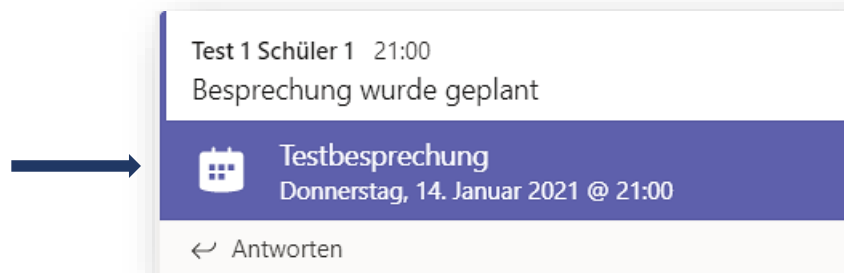 Test 1 Schüler 1 21:00
Besprechung wurde geplant
Testbesprechung
Donnerstag, 14. Januar 2021 @ 21:00
Antworten